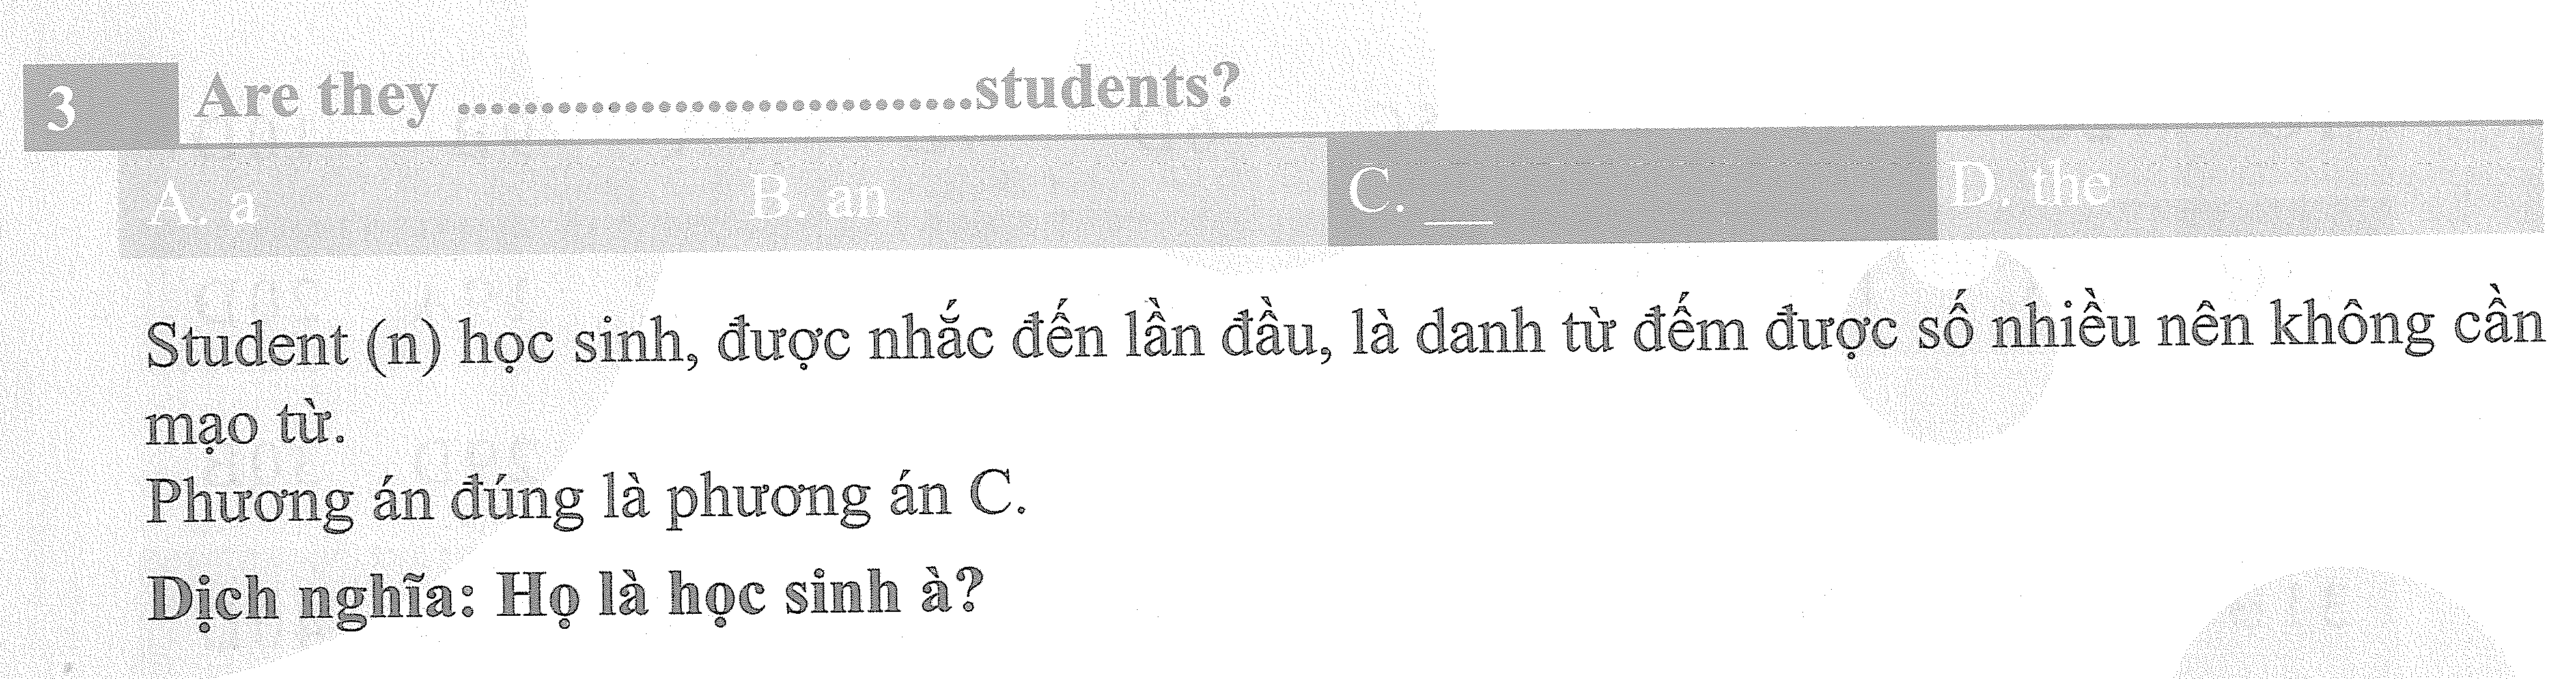 3 Are they ...............................students?
A. a B. an C. ___ D. the
Student (n) học sinh, được nhắc đến lần đầu, là danh từ đếm được số nhiều nên không cần
mạo từ.
Phương án đúng là phương án C.
Dịch nghĩa: Họ là học sinh à?